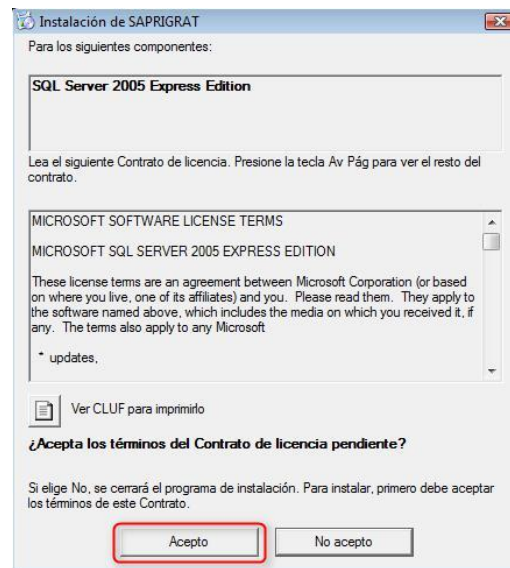 Instalación de SAPRIGRAT
Para los siguientes componentes:
SQL Server 2005 Express Edition
Lea el siguiente Contrato de licencia. Presione la tecla Av Pág para ver el resto del
contrato.
MICROSOFT SOFTWARE LICENSE TERMS
MICROSOFT SQL SERVER 2005 EXPRESS EDITION
These license terms are an agreement between Microsoft Corporation (or based
on where you live, one of its affiliates) and you. Please read them. They apply to
the software named above, which includes the media on which you received it, if
any. The terms also apply to any Microsoft
* updates,
Ver CLUF para imprimirlo
¿Acepta los términos del Contrato de licencia pendiente?
Si elige No, se cerrará el programa de instalación. Para instalar, primero debe aceptar
los términos de este Contrato.
Acepto
No acepto